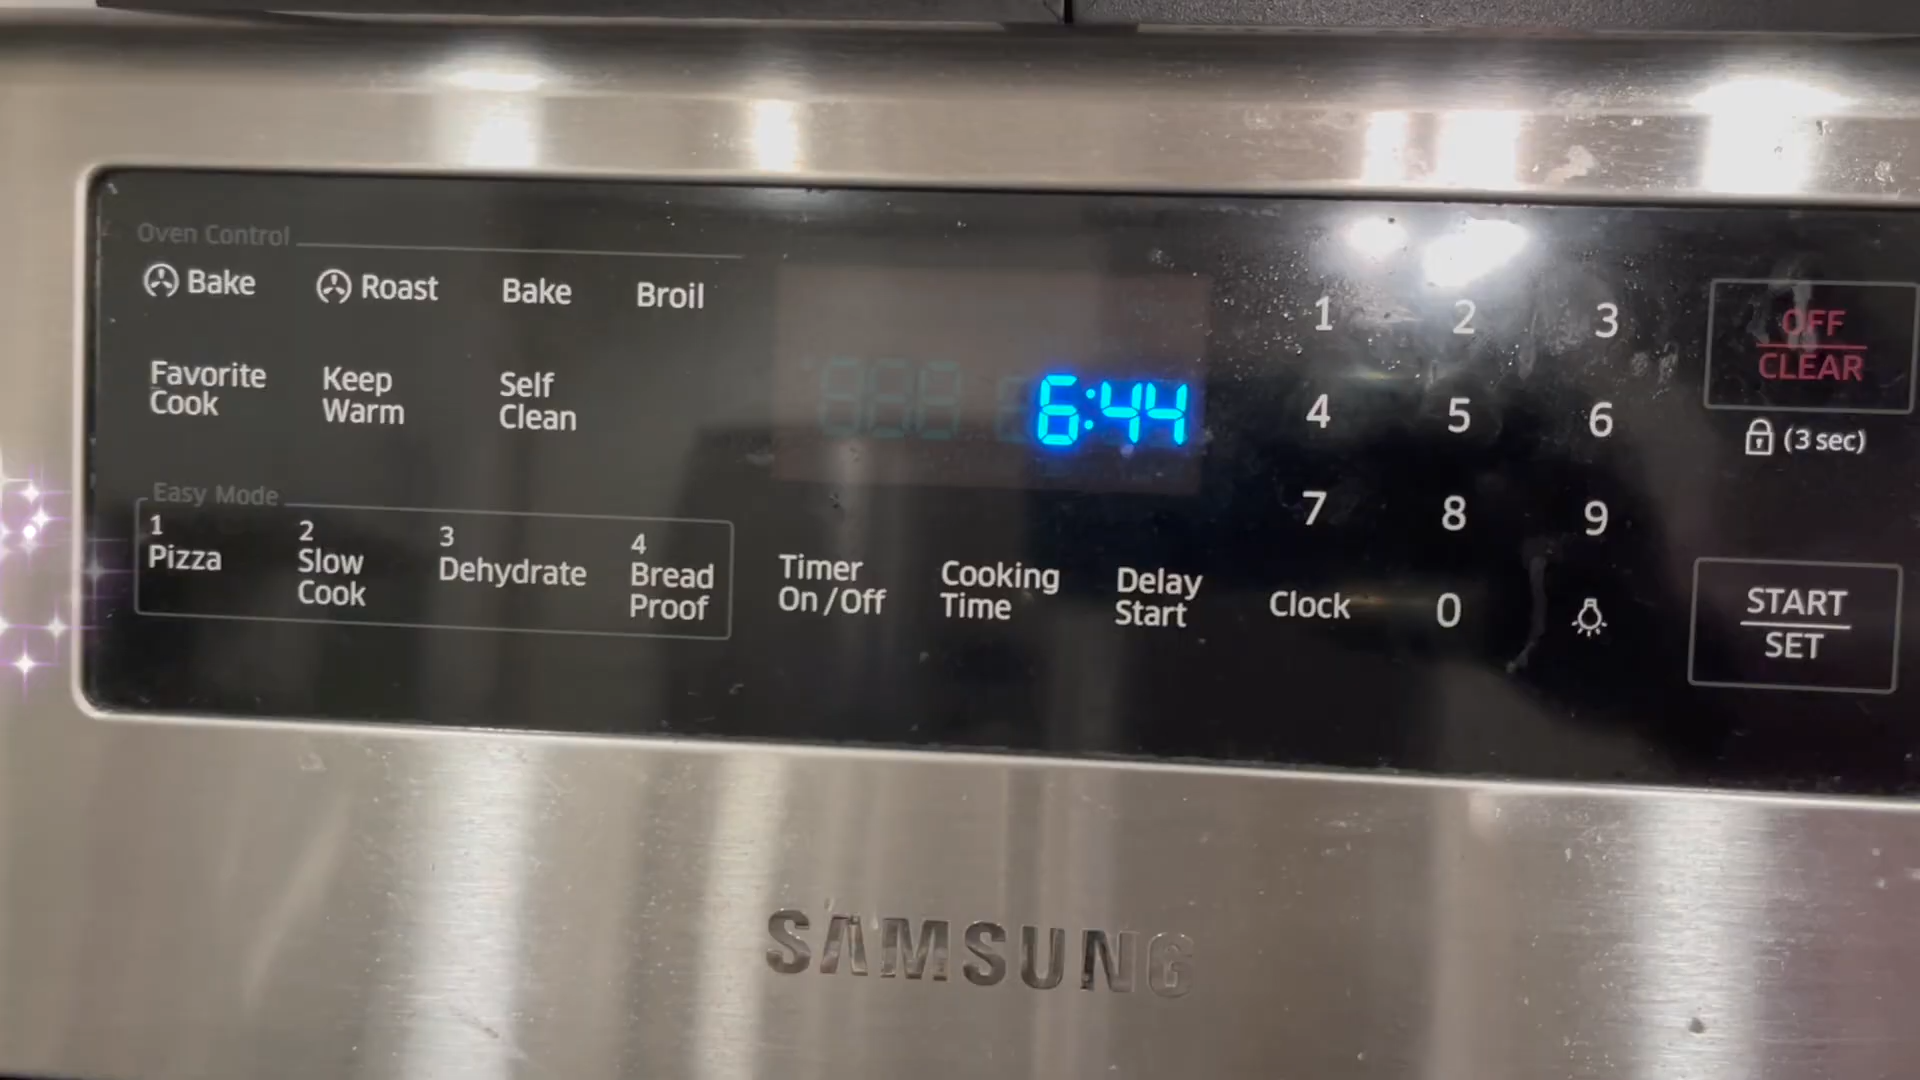 Oven Control
Bake
Roast
Bake
Broil
Favorite
Cook
Keep
Warm
Self
Clean
Easy Mode
1
Pizza
2
Slow
Cook
3
Dehydrate
4
Bread
Proof
6:44
Timer
On/Off
Cooking
Time
Delay
Start
Clock
1 2 3
4 5 6
7 8 9
0
OFF
CLEAR
(3 sec)
START
SET
SAMSUNG